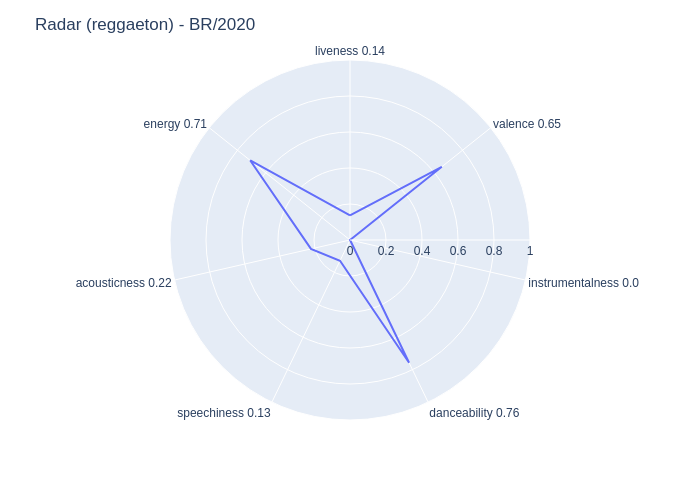 Radar (reggaeton) - BR/2020
liveness 0.14
energy 0.71
valence 0.65
0 0.2 0.4 0.6 0.8 1
acousticness 0.22
instrumentalness 0.0
speechiness 0.13
danceability 0.76